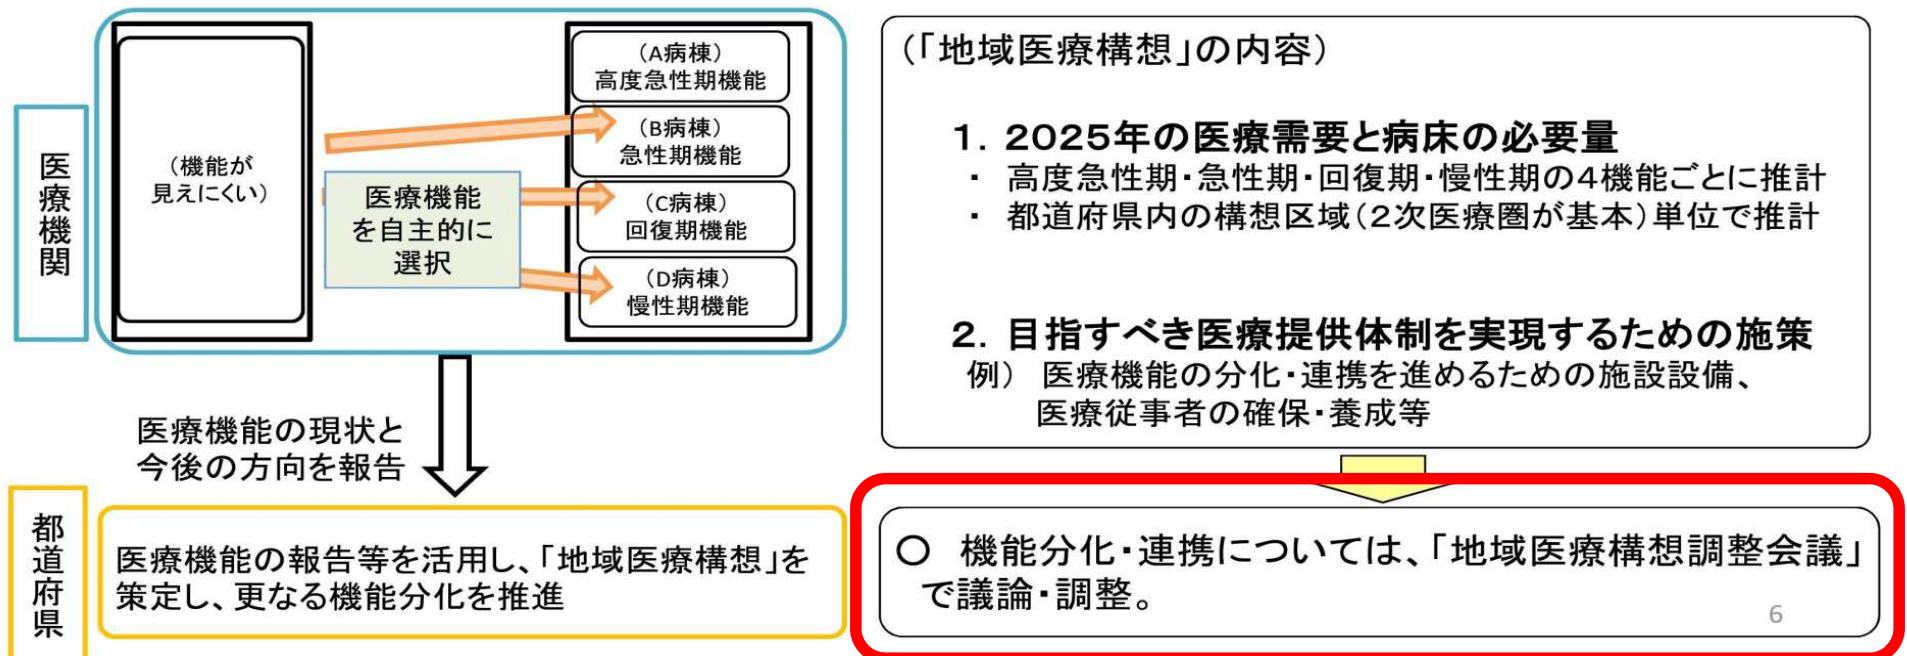 医療機関
(機能が
見えにくい)
医療機能
を自主的に
選択
(A病棟)
高度急性期機能
(B病棟)
急性期機能
(C病棟)
回復期機能
(D病棟)
慢性期機能
医療機能の現状と
今後の方向を報告
都道府県
医療機能の報告等を活用し、「地域医療構想」を
策定し、更なる機能分化を推進
(「地域医療構想」の内容)
1. 2025年の医療需要と病床の必要量
・ 高度急性期・急性期・回復期・慢性期の4機能ごとに推計
・ 都道府県内の構想区域(2次医療圏が基本)単位で推計
2. 目指すべき医療提供体制を実現するための施策
例) 医療機能の分化・連携を進めるための施設設備、
医療従事者の確保・養成等
○ 機能分化・連携については、「地域医療構想調整会議」
で議論・調整。
6